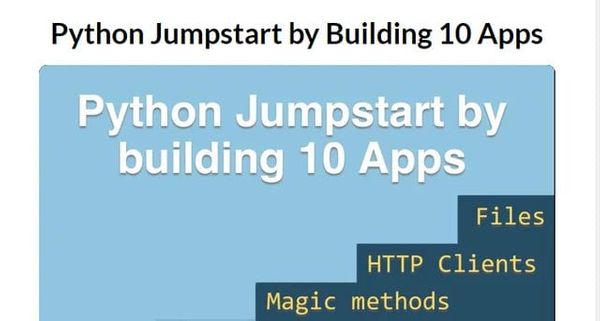 Python Jumpstart by Building 10 Apps
Python Jumpstart by
building 10 Apps
Files
HTTP Clients
Magic methods